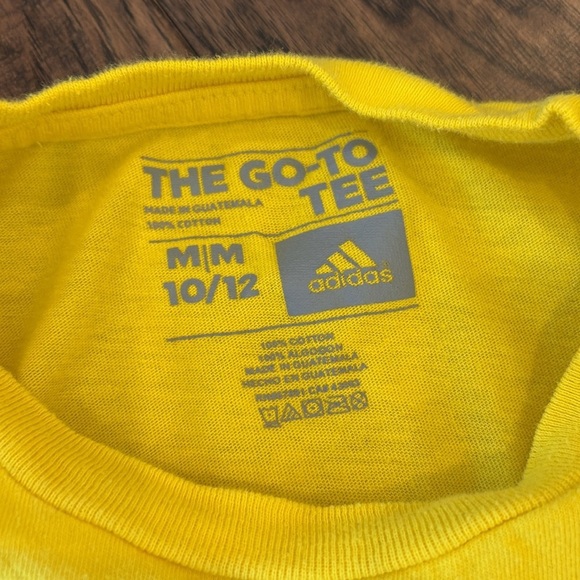 THE GO-TO
TEE
MADE IN GUATEMALA
100% COTTON
M|M
10/12
adidas
100% COTTON
100% ALGODON
MADE IN GUATEMALA
HECHO EN GUATEMALA